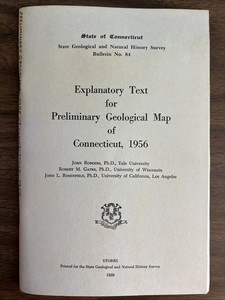 State of Connecticut
State Geological and Natural History Survey
Bulletin No. 84
Explanatory Text
for
Preliminary Geological Map
of
Connecticut, 1956
John Rodgers, Ph.D., Yale University
Robert M. Gates, Ph.D., University of Wisconsin
John L. Rosenfeld, Ph.D., University of California, Los Angeles
STORRS
Printed for the State Geological and Natural History Survey
1959